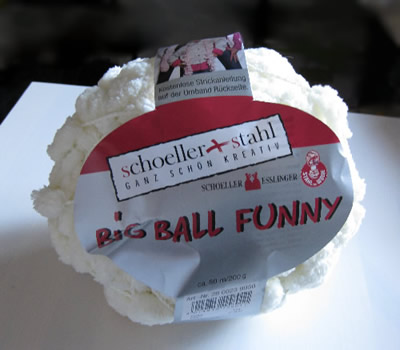 kostenlose Strickanleitung
auf der Umband Rückseite.
schoeller + stahl
GANZ SCHÖN KREATIV
SCHOELLER ESSLINGER
BiG BALL FUNNY